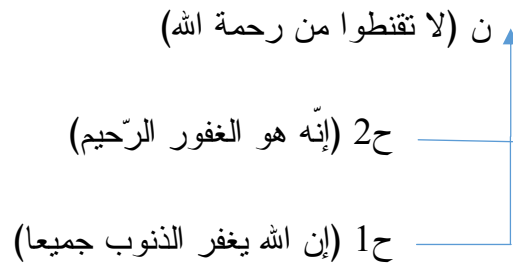 ن (لا تقنطوا من رحمة الله)
ح2 (إنّه هو الغفور الرّحيم)
ح1 (إن الله يغفر الذنوب جميعا)